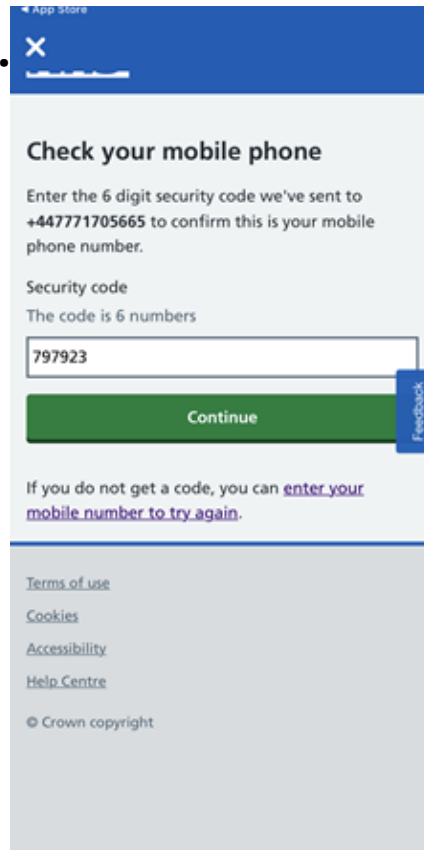 ◀ App Store
×
Check your mobile phone
Enter the 6 digit security code we've sent to
+447771705665 to confirm this is your mobile
phone number.
Security code
The code is 6 numbers
797923
Continue
Feedback
If you do not get a code, you can enter your
mobile number to try again.
Terms of use
Cookies
Accessibility
Help Centre
© Crown copyright